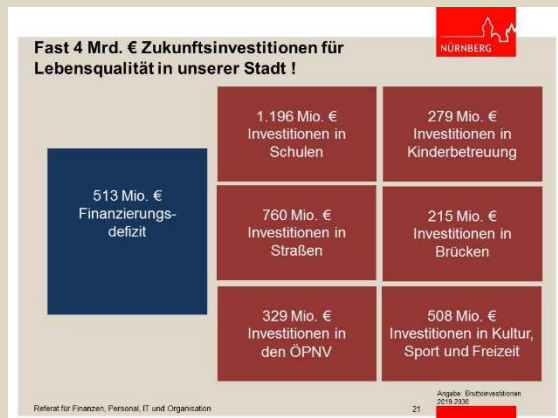 Fast 4 Mrd. € Zukunftsinvestitionen für
Lebensqualität in unserer Stadt !
NÜRNBERG
513 Mio. €
Finanzierungs-
defizit
1.196 Mio. €
Investitionen in
Schulen
279 Mio. €
Investitionen in
Kinderbetreuung
760 Mio. €
Investitionen in
Straßen
215 Mio. €
Investitionen in
Brücken
329 Mio. €
Investitionen in
den ÖPNV
508 Mio. €
Investitionen in Kultur,
Sport und Freizeit
Referat für Finanzen, Personal, IT und Organisation
21
Angabe: Bruttoinvestitionen
2019-2030